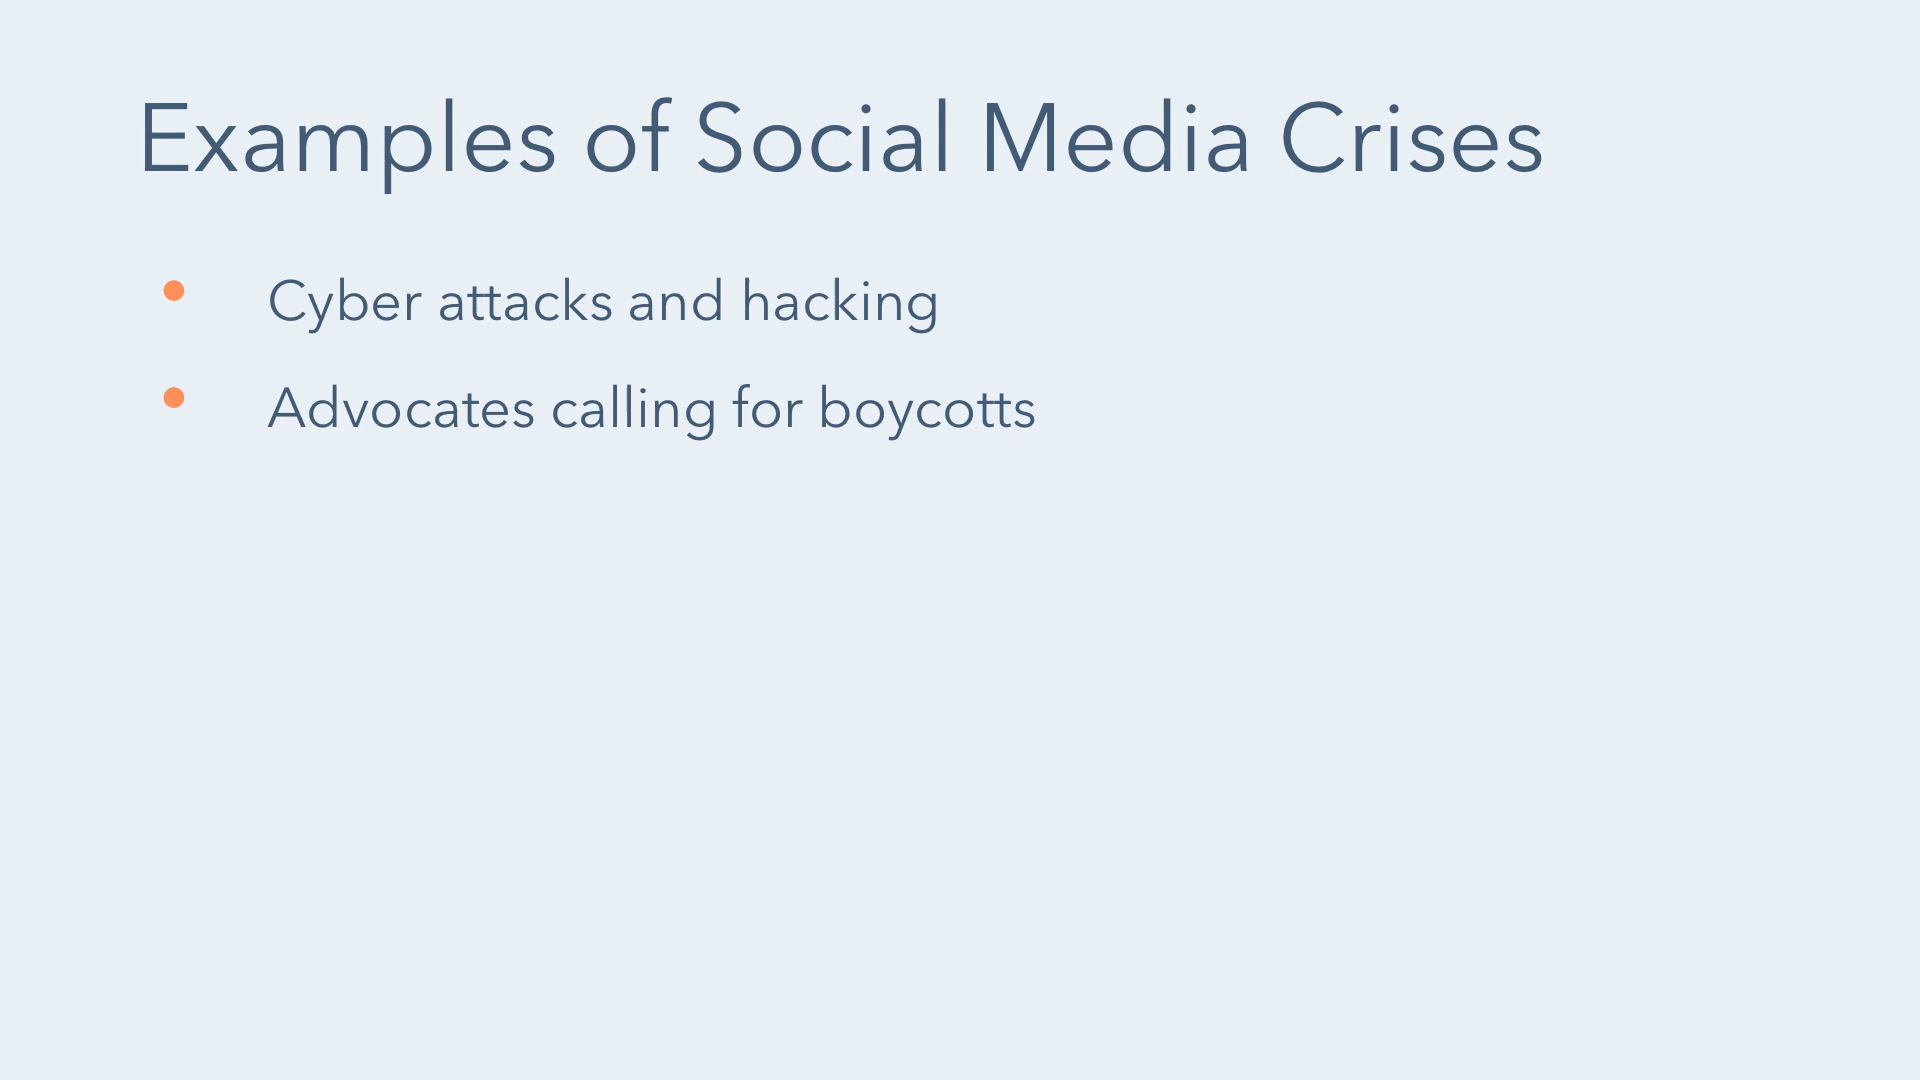 Examples of Social Media Crises
Cyber attacks and hacking
Advocates calling for boycotts